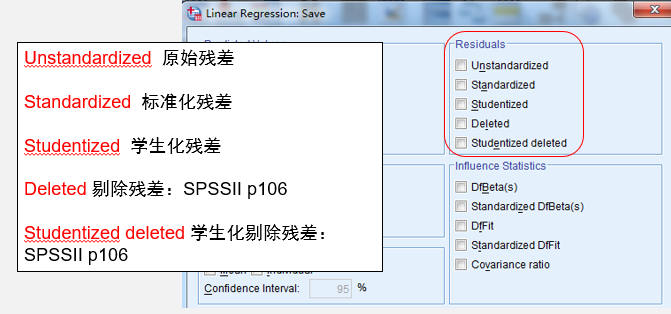 Linear Regression: Save
Unstandardized 原始残差
Standardized 标准化残差
Studentized 学生化残差
Deleted 剔除残差：SPSSII p106
Studentized deleted 学生化剔除残差：
SPSSII p106
Residuals
Unstandardized
Standardized
Studentized
Deleted
Studentized deleted
Influence Statistics
DfBeta(s)
Standardized DfBeta(s)
DfFit
Standardized DfFit
Covariance ratio
Confidence Interval: 95 %